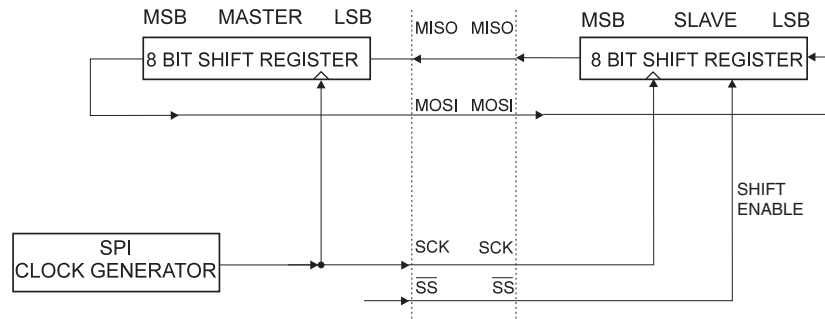 MSB MASTER LSB
8 BIT SHIFT REGISTER
MISO MISO
MSB SLAVE LSB
8 BIT SHIFT REGISTER
MOSI MOSI
SHIFT
ENABLE
SPI
CLOCK GENERATOR
SCK SCK
SS SS